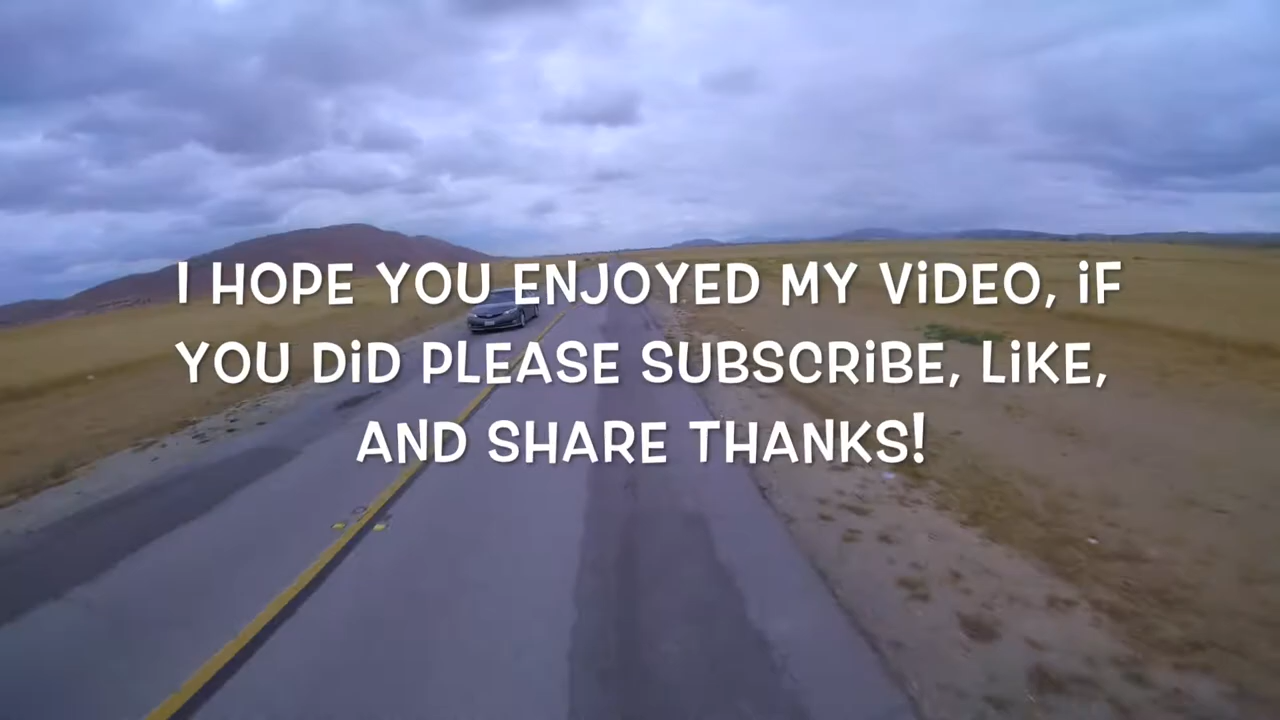 I HOPE YOU ENJOYED MY ViDEO, iF
YOU DiD PLEASE SUBSCRiBE, LiKE,
AND SHARE THANKS!